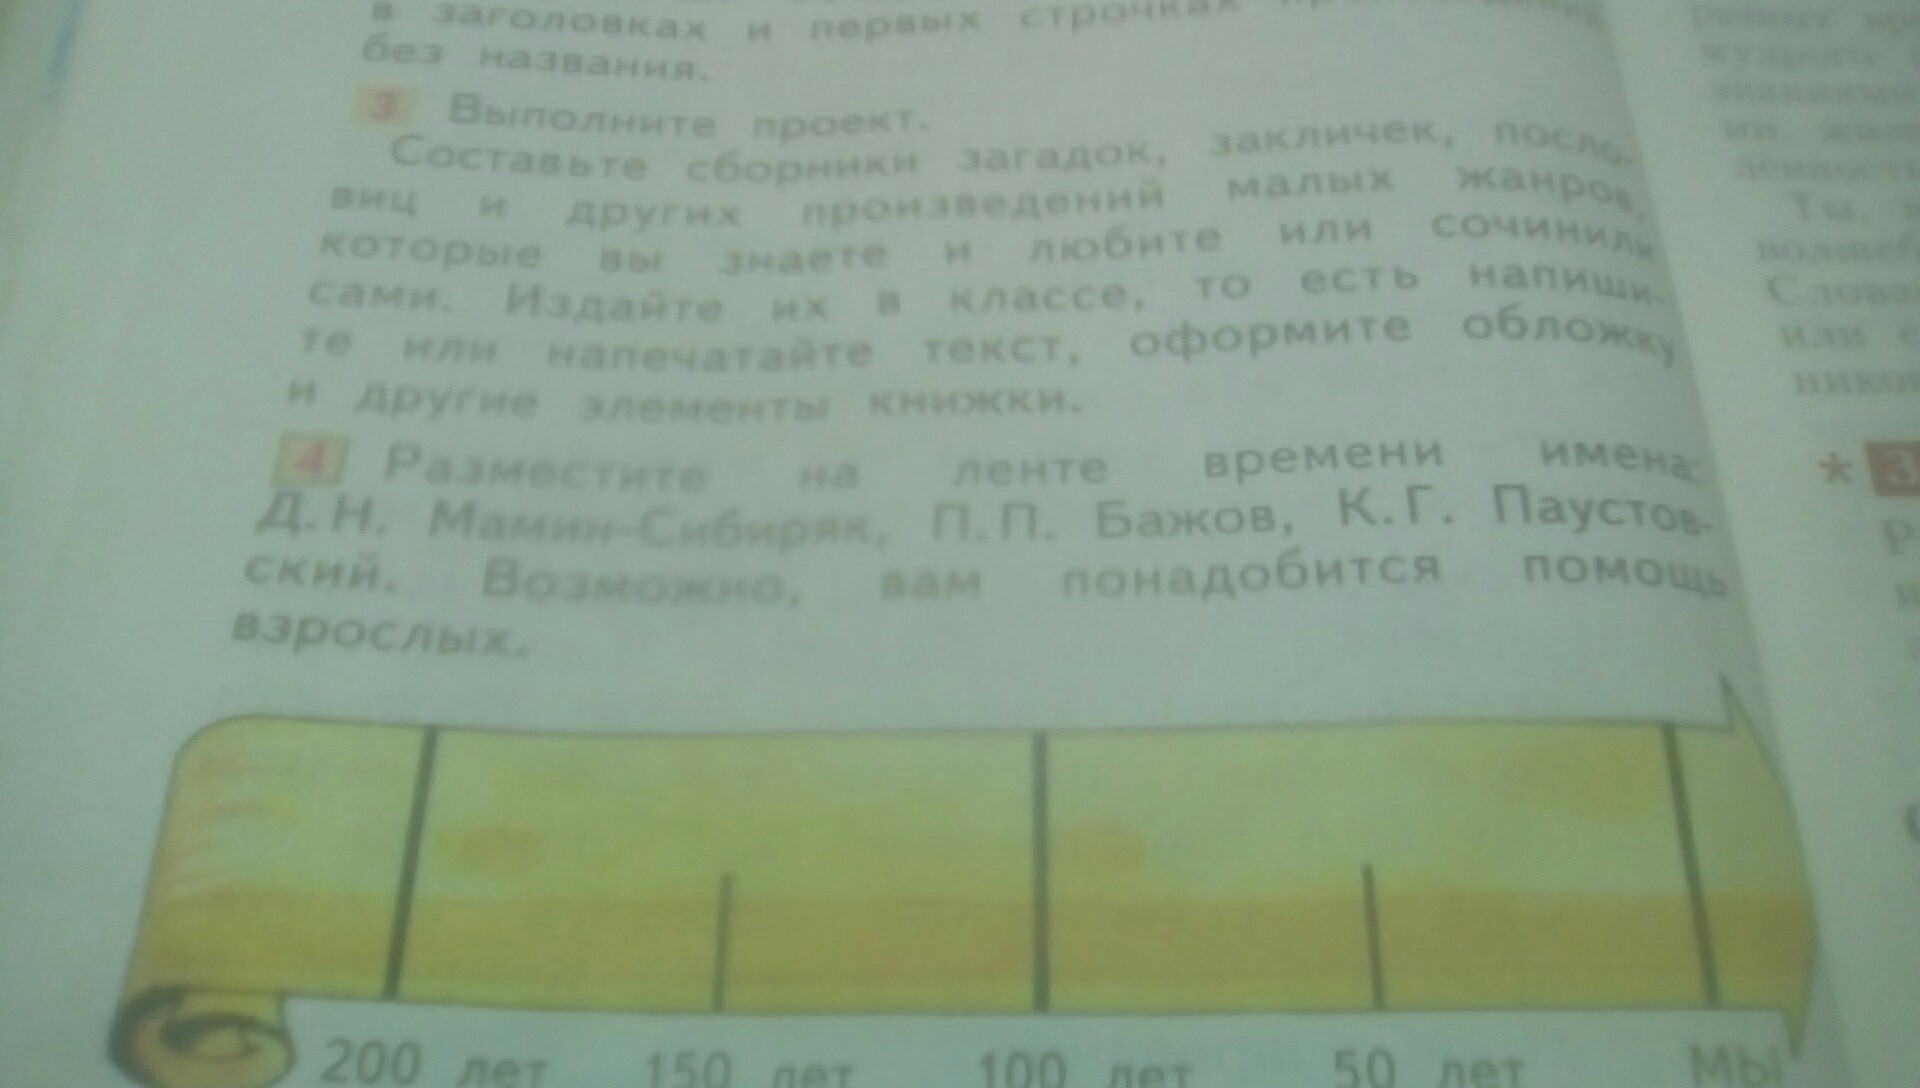 в заголовках и первых строчках
без названия.
3 Выполните проект.
Составьте сборники загадок, закличек, посло-
виц и других произведений малых жанров,
которые вы знаете и любите или сочинили
сами. Издайте их в классе, то есть напиши-
те или напечатайте текст, оформите обложку
и другие элементы книжки.
4 Разместите на ленте времени имена:
Д.Н. Мамин-Сибиряк, П.П. Бажов, К.Г. Паустов-
ский. Возможно, вам понадобится помощь
взрослых.
200 лет 150 лет 100 лет 50 лет МЫ
Ты,
или с
* 3